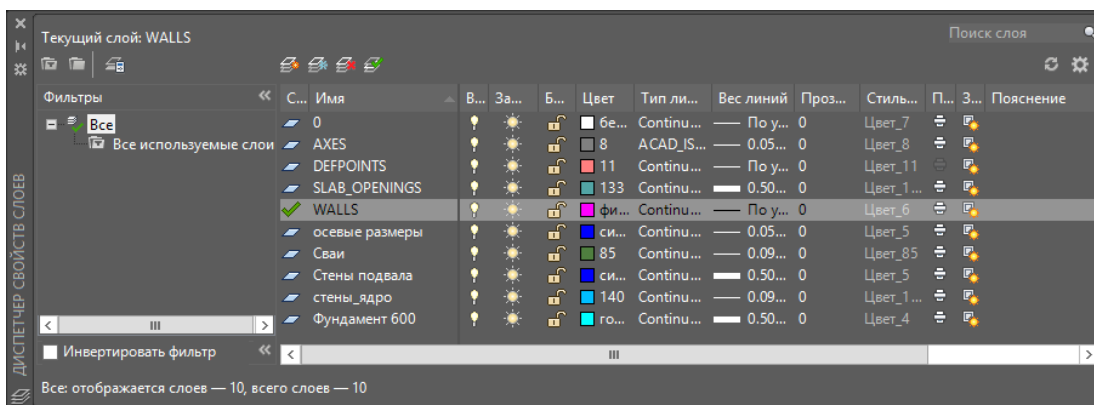 Текущий слой: WALLS
Поиск слоя
Фильтры
С... Имя В... За... Б... Цвет Тип ли... Вес линий Проз... Стиль... П... З... Пояснение
Все
Все используемые слои
0 бе... Continu... По у... 0 Цвет_7
AXES 8 ACAD_IS... 0.05... 0 Цвет_8
DEFPOINTS 11 Continu... По у... 0 Цвет_11
SLAB_OPENINGS 133 Continu... 0.50... 0 Цвет_1...
WALLS фи... Continu... По у... 0 Цвет_6
осевые размеры си... Continu... 0.05... 0 Цвет_5
Сваи 85 Continu... 0.09... 0 Цвет_85
Стены подвала си... Continu... 0.50... 0 Цвет_5
стены_ядро 140 Continu... 0.09... 0 Цвет_1...
Фундамент 600 го... Continu... 0.50... 0 Цвет_4
Инвертировать фильтр
Все: отображается слоев — 10, всего слоев — 10
ДИСПЕТЧЕР СВОЙСТВ СЛОЕВ